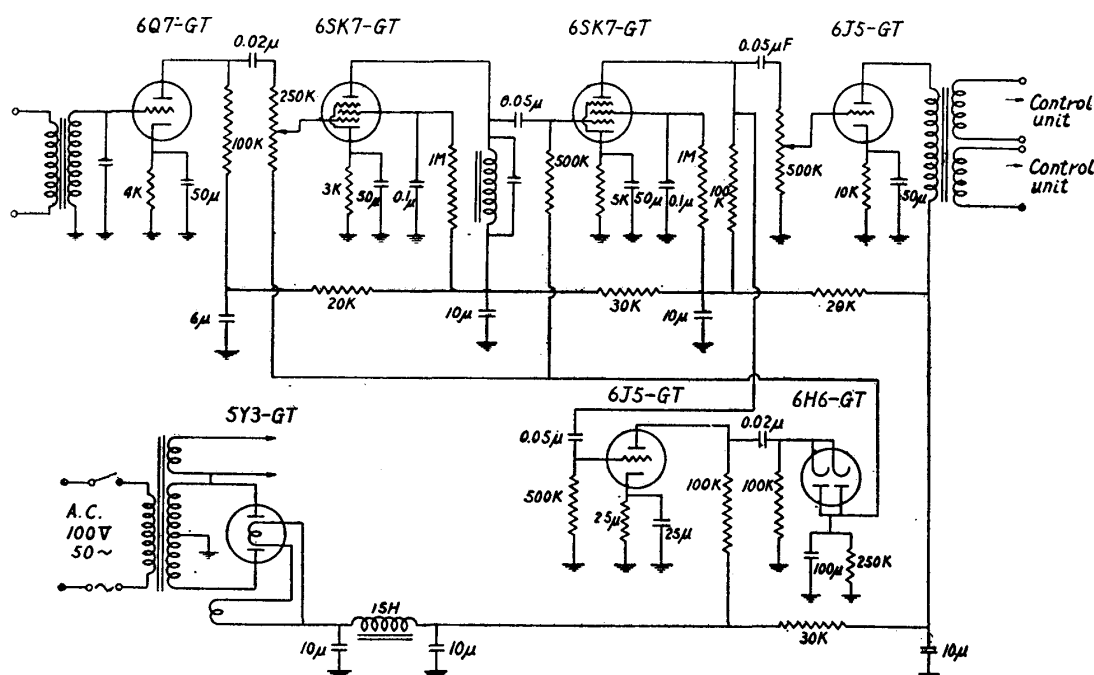 6Q7-GT
6SK7-GT
6SK7-GT
6J5-GT
0.02μ
0.05μF
250K
0.05μ
100K
1M
500K
1M
100
K
500K
4K
50μ
3K
50μ
0.1μ
5K
50μ
0.1μ
10K
50μ
Control
unit
Control
unit
20K
30K
20K
6μ
10μ
10μ
5Y3-GT
6J5-GT
6H6-GT
0.05μ
0.02μ
500K
100K
100K
25μ
25μ
100μ
250K
A.C.
100V
50~
15H
10μ
10μ
30K
10μ